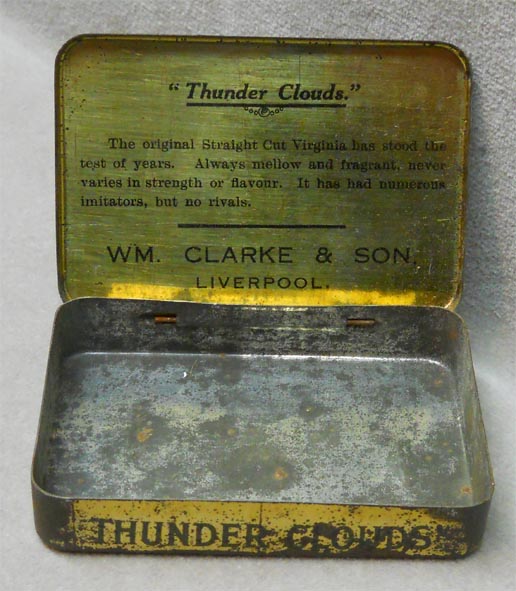 "Thunder Clouds."
The original Straight Cut Virginia has stood the
test of years. Always mellow and fragrant, never
varies in strength or flavour. It has had numerous
imitators, but no rivals.
WM. CLARKE & SON,
LIVERPOOL.
"THUNDER CLOUDS"